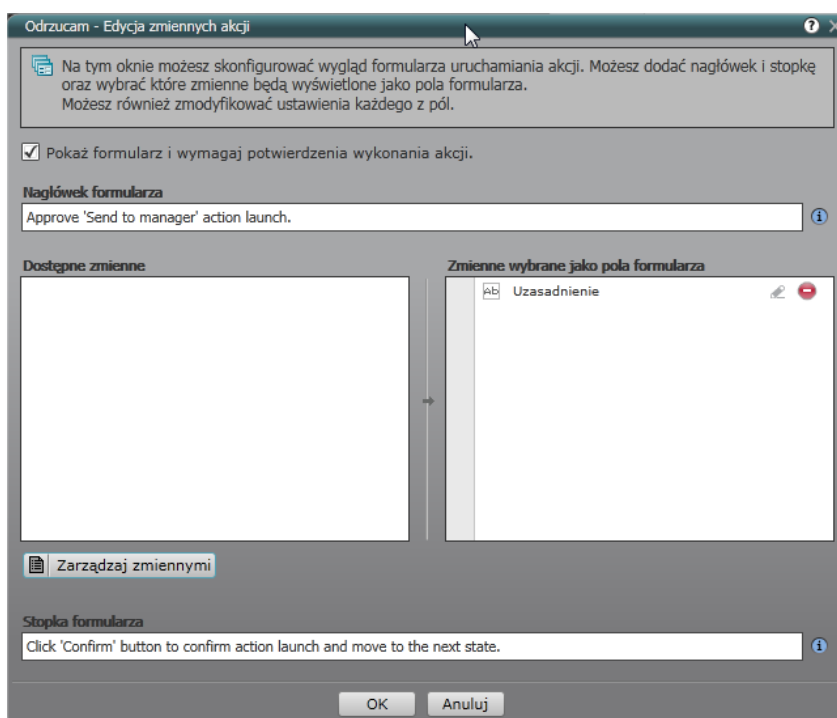 Odrzucam - Edycja zmiennych akcji
Na tym oknie możesz skonfigurować wygląd formularza uruchamiania akcji. Możesz dodać nagłówek i stopkę
oraz wybrać które zmienne będą wyświetlone jako pola formularza.
Możesz również zmodyfikować ustawienia każdego z pól.
Pokaż formularz i wymagaj potwierdzenia wykonania akcji.
Nagłówek formularza
Approve 'Send to manager' action launch.
Dostępne zmienne
Zmienne wybrane jako pola formularza
Ab Uzasadnienie
Zarządzaj zmiennymi
Stopka formularza
Click 'Confirm' button to confirm action launch and move to the next state.
OK Anuluj